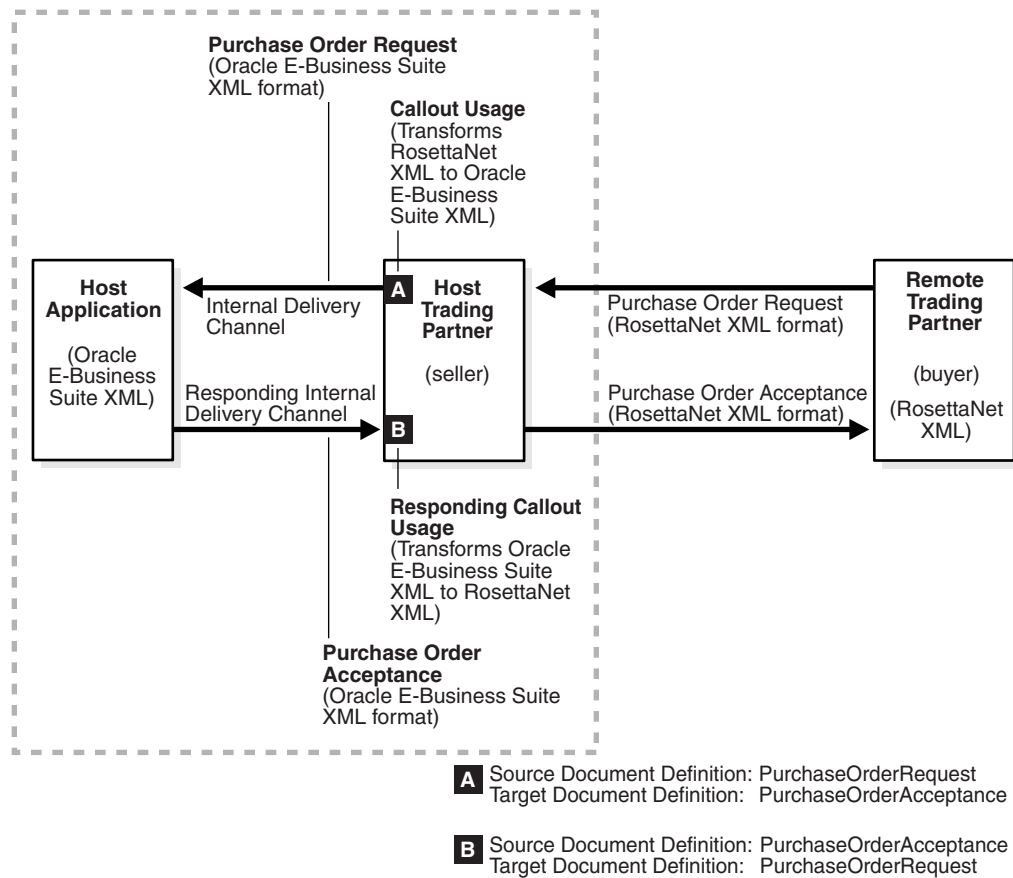 Purchase Order Request
(Oracle E-Business Suite
XML format)
Callout Usage
(Transforms
RosettaNet
XML to Oracle
E-Business
Suite XML)
Host
Application
(Oracle
E-Business
Suite XML)
Internal Delivery
Channel
Responding Internal
Delivery Channel
A
Host
Trading
Partner
(seller)
B
Purchase Order Request
(RosettaNet XML format)
Purchase Order Acceptance
(RosettaNet XML format)
Remote
Trading
Partner
(buyer)
(RosettaNet
XML)
Responding Callout
Usage
(Transforms Oracle
E-Business Suite
XML to RosettaNet
XML)
Purchase Order
Acceptance
(Oracle E-Business Suite
XML format)
A Source Document Definition: PurchaseOrderRequest
Target Document Definition: PurchaseOrderAcceptance
B Source Document Definition: PurchaseOrderAcceptance
Target Document Definition: PurchaseOrderRequest